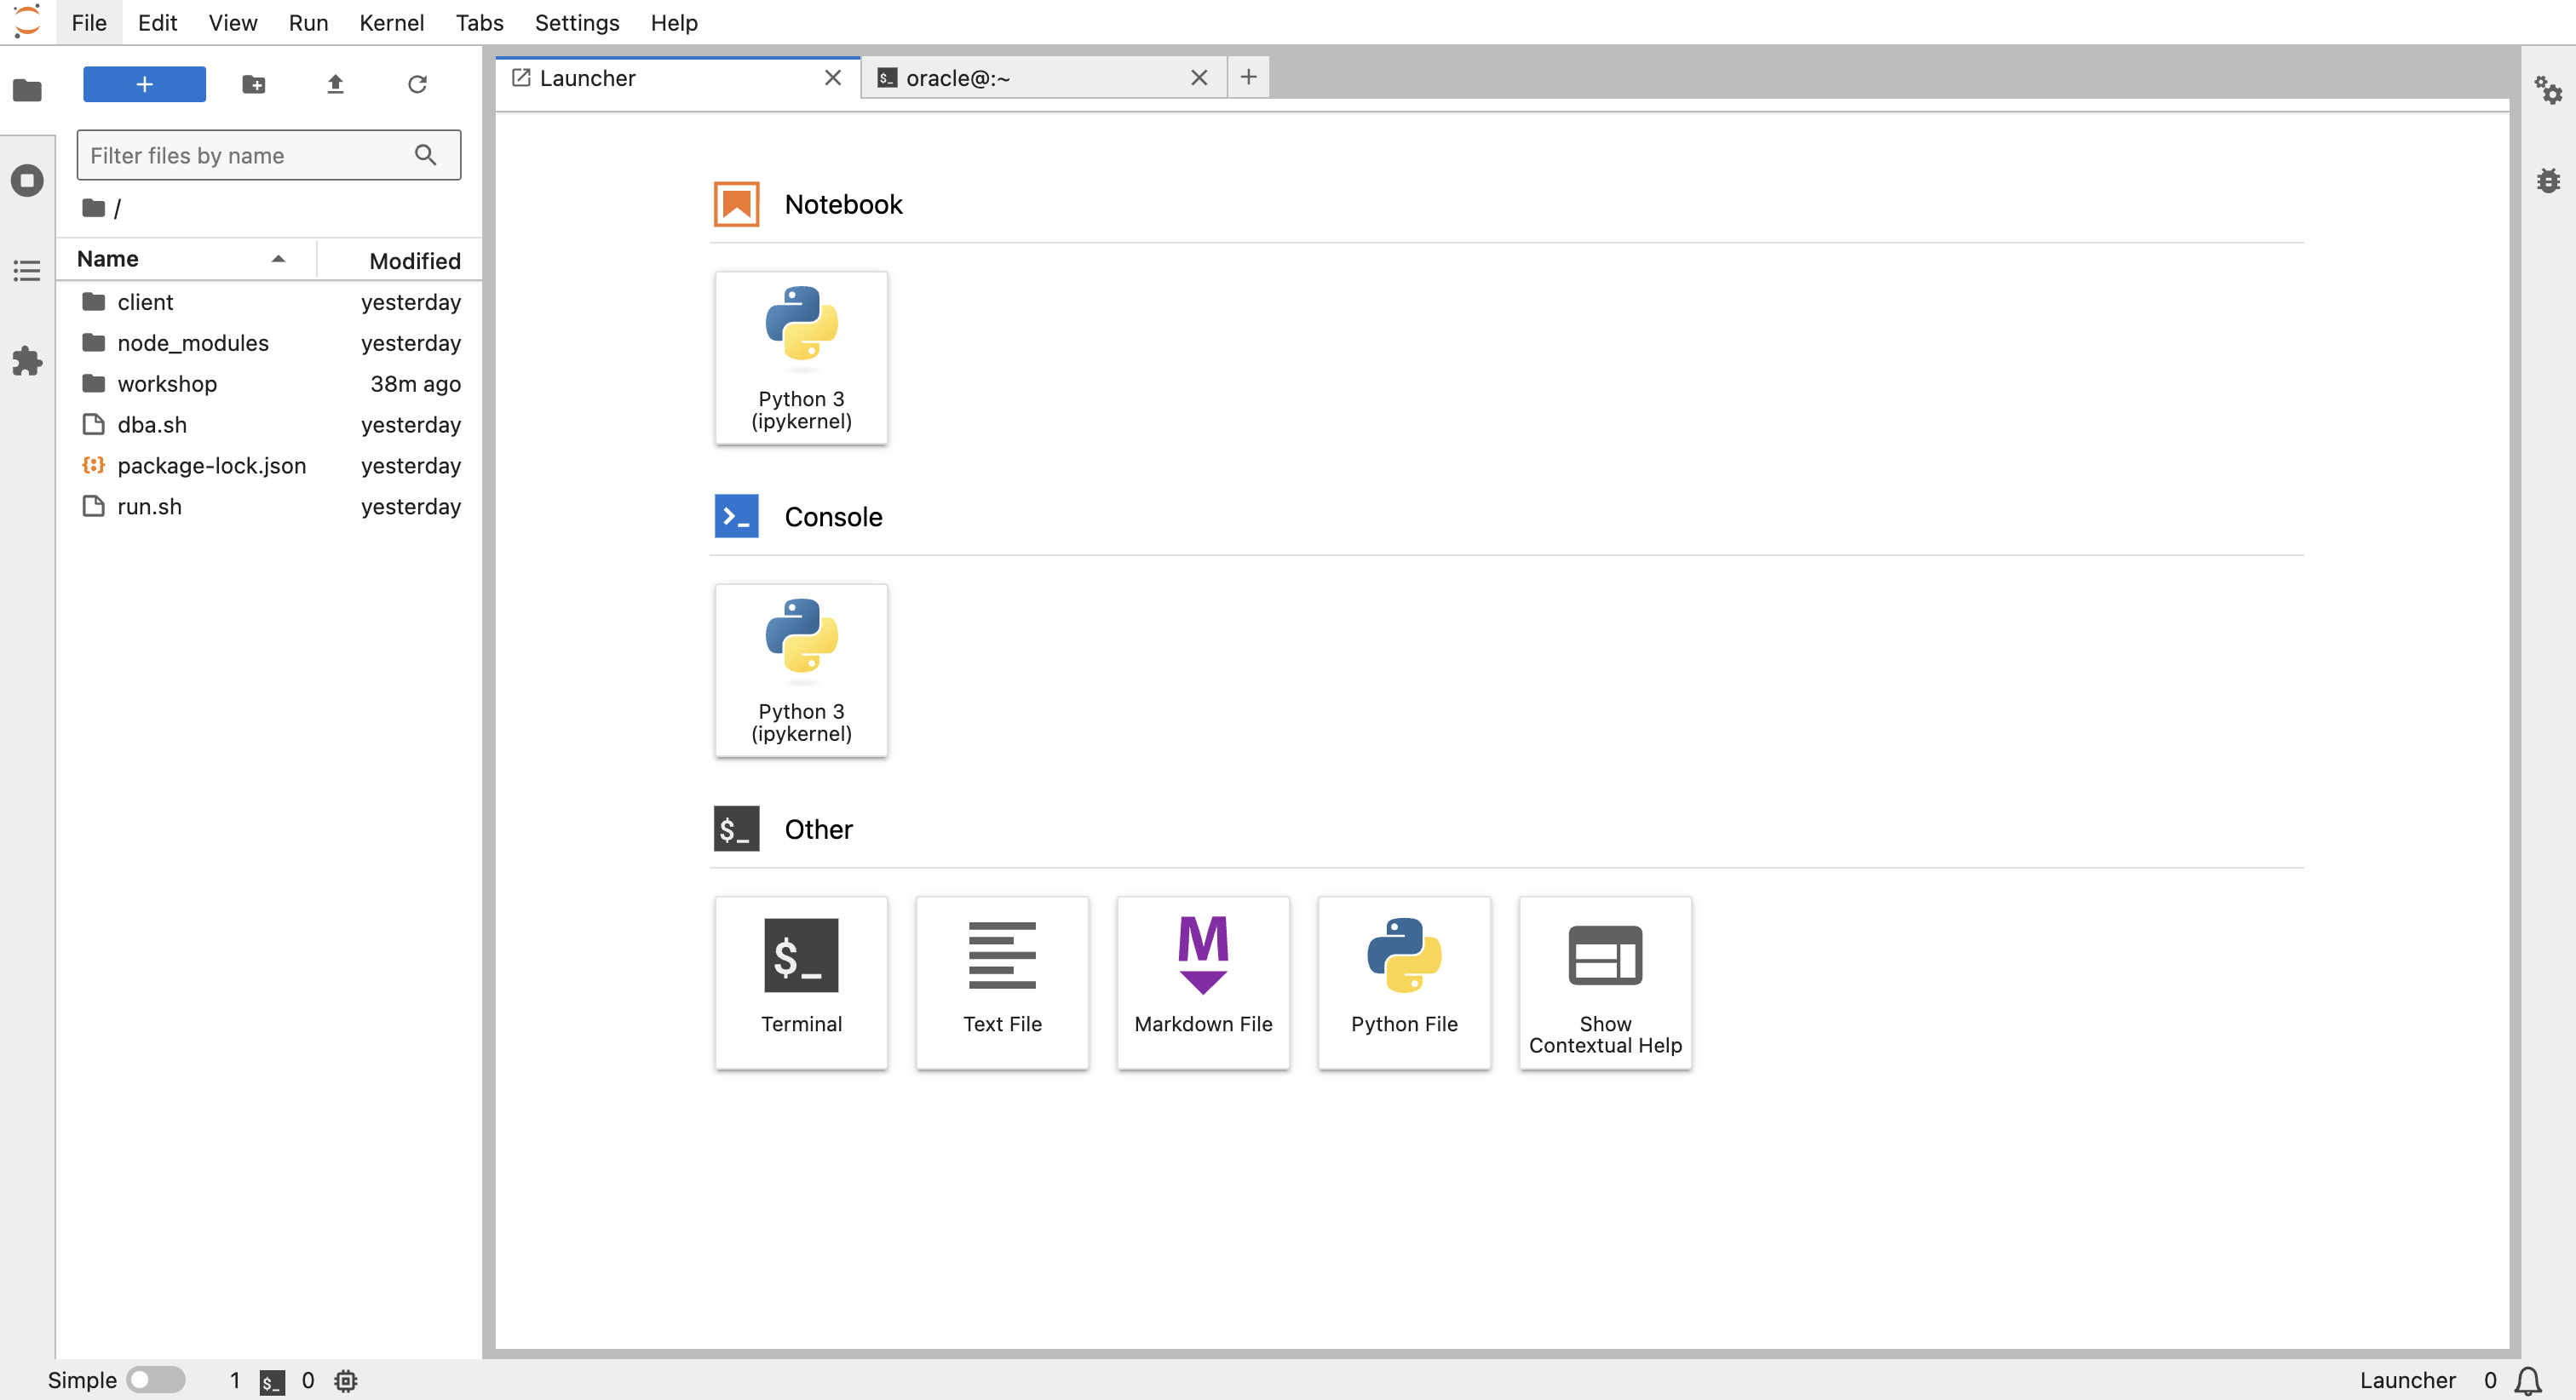 File Edit View Run Kernel Tabs Settings Help
+
Filter files by name
/
Name Modified
client yesterday
node_modules yesterday
workshop 38m ago
dba.sh yesterday
package-lock.json yesterday
run.sh yesterday
Launcher
$_ oracle@:~
+
Notebook
Python 3
(ipykernel)
>_ Console
Python 3
(ipykernel)
$_ Other
$_
Terminal
Text File
M
Markdown File
Python File
Show
Contextual Help
Simple 1 $_ 0
Launcher 0